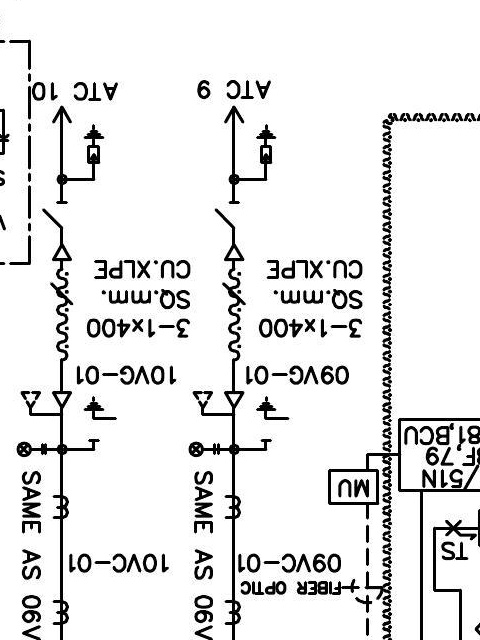 ATC 10
ATC 9
3-1x400
SQ.mm.
CU.XLPE
3-1x400
SQ.mm.
CU.XLPE
10VG-01
09VG-01
SAME AS 06V
SAME AS 06V
10VC-01
09VC-01
FIBER OPTIC
MU
/51N
BF,79
81,BCU
TS